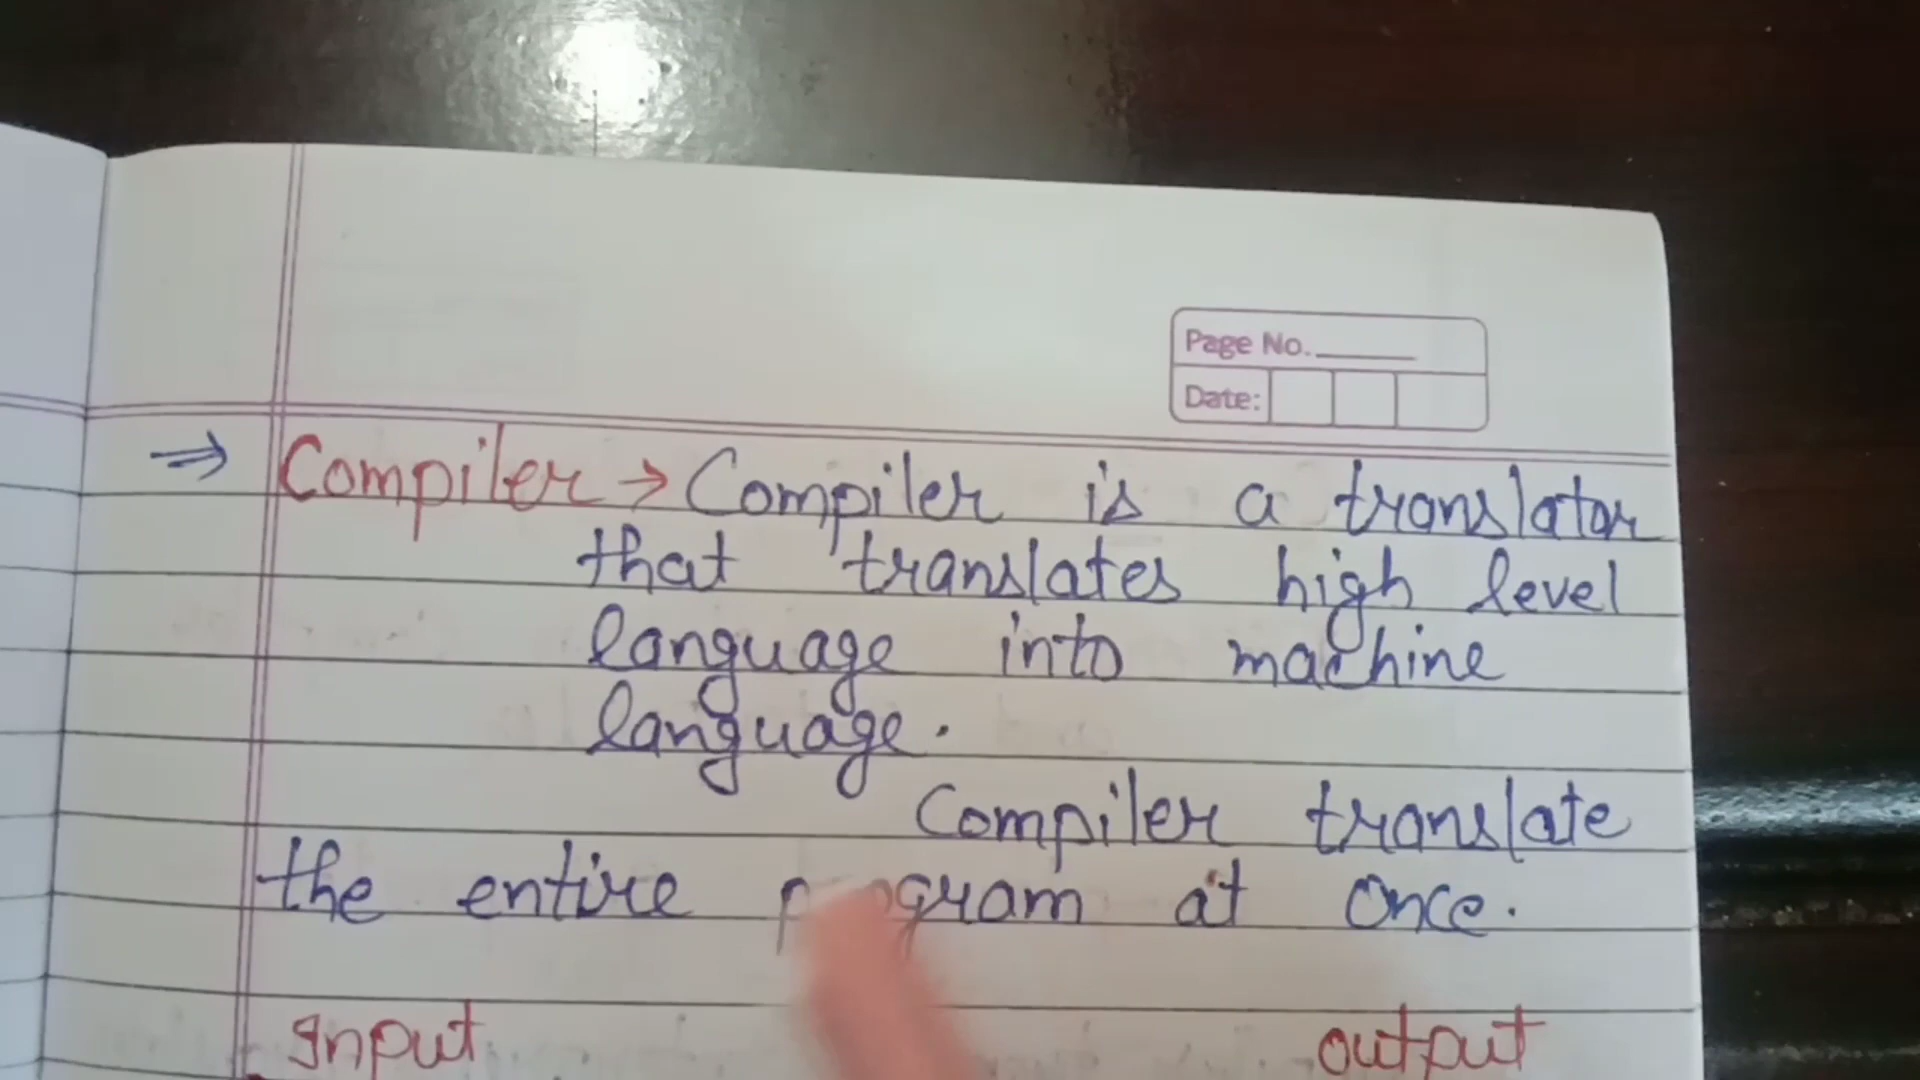 Page No.
Date:
⇒ Compiler → Compiler is a translator
that translates high level
language into machine
language.
Compiler translate
the entire program at once.
Input output